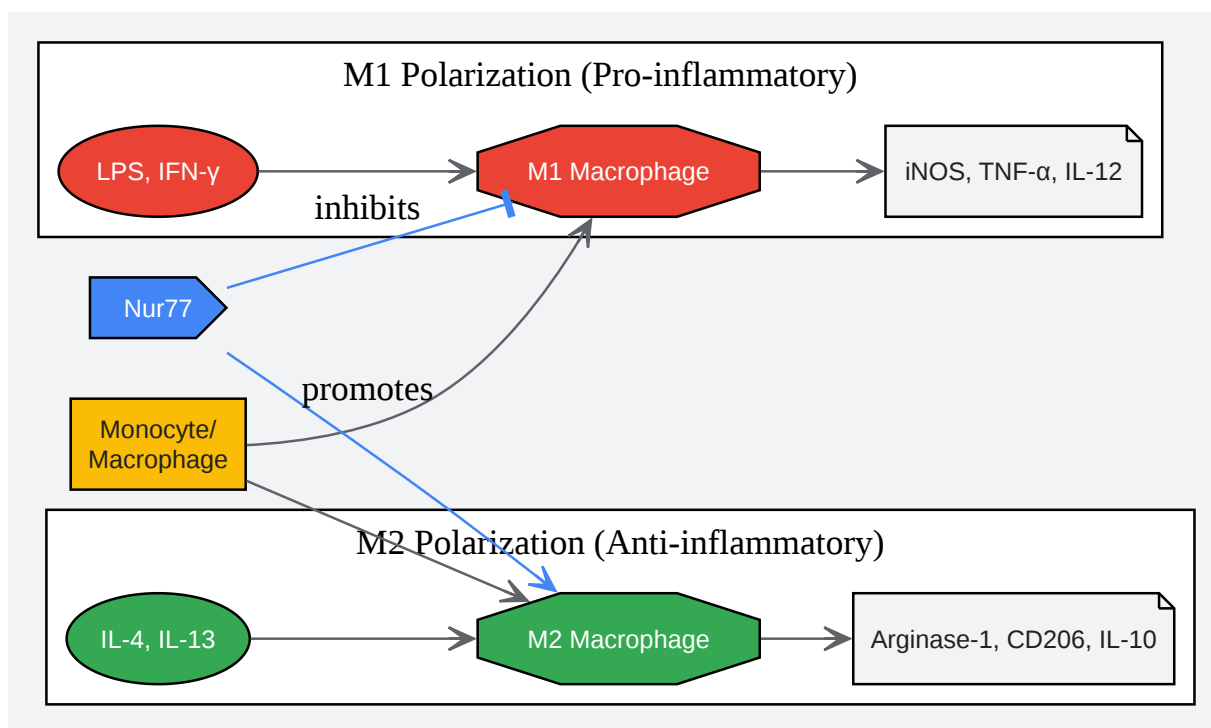 M1 Polarization (Pro-inflammatory)
LPS, IFN-γ
M1 Macrophage
iNOS, TNF-α, IL-12
inhibits
Nur77
promotes
Monocyte/
Macrophage
M2 Polarization (Anti-inflammatory)
IL-4, IL-13
M2 Macrophage
Arginase-1, CD206, IL-10